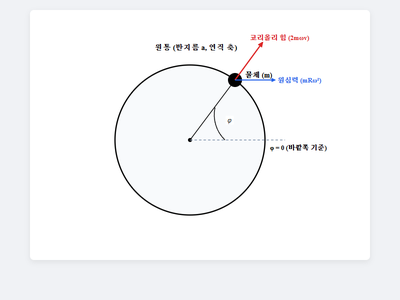 코리올리 힘 (2mωv)
원통 (반지름 a, 연직 축)
물체 (m)
원심력 (mRω²)
φ
φ = 0 (바깥쪽 기준)